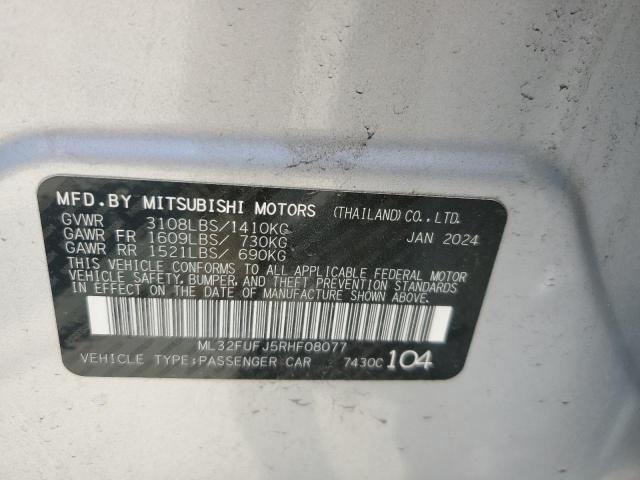 MFD.BY MITSUBISHI MOTORS (THAILAND)CO.,LTD.
GVWR 3108LBS/1410KG JAN 2024
GAWR FR 1609LBS/ 730KG
GAWR RR 1521LBS/ 690KG
THIS VEHICLE CONFORMS TO ALL APPLICABLE FEDERAL MOTOR
VEHICLE SAFETY, BUMPER, AND THEFT PREVENTION STANDARDS
IN EFFECT ON THE DATE OF MANUFACTURE SHOWN ABOVE.
ML32FUFJ5RHF08077
VEHICLE TYPE:PASSENGER CAR 7430C 104